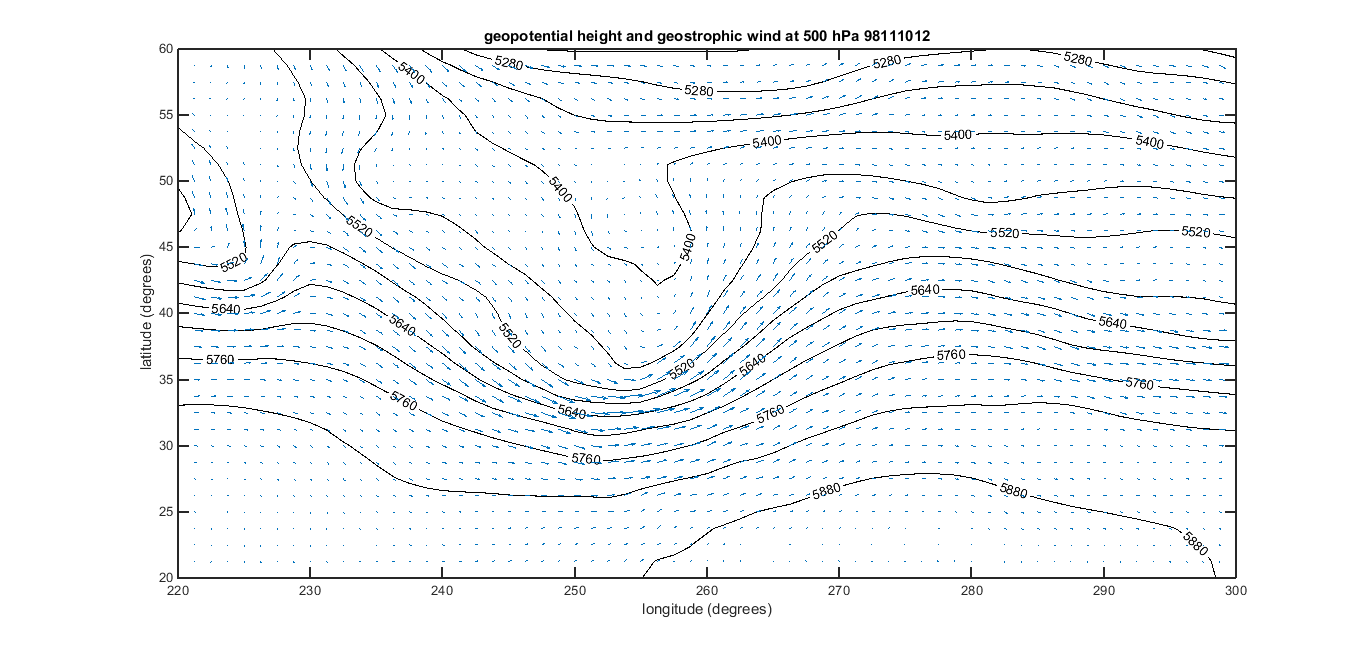 geopotential height and geostrophic wind at 500 hPa 98111012
60
55
50
45
40
35
30
25
20
latitude (degrees)
5400 5280 5280 5280
5280
5400 5400 5400
5400
5520 5400 5520 5520 5520
5520
5640 5640 5520 5640 5640
5760 5520 5640 5760 5760
5760 5640 5760
5760
5880 5880
5880
220 230 240 250 260 270 280 290 300
longitude (degrees)